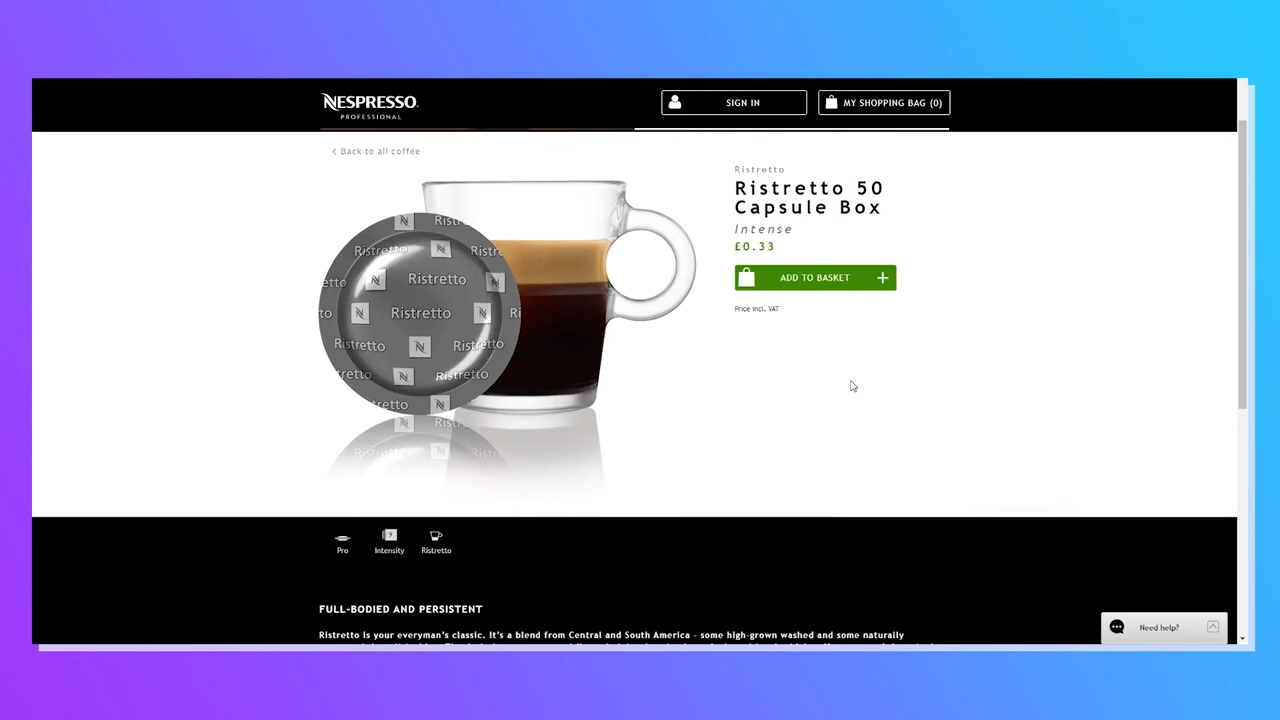 NESPRESSO
PROFESSIONAL
SIGN IN
MY SHOPPING BAG (0)
< Back to all coffee
Ristretto
Ristretto 50
Capsule Box
Intense
£0.33
ADD TO BASKET +
Price incl. VAT
Ristretto
Ristretto
Ristretto
Ristretto
Ristretto
Ristretto
9
Pro
Intensity
Ristretto
FULL-BODIED AND PERSISTENT
Ristretto is your everyman's classic. It's a blend from Central and South America - some high-grown washed and some naturally
Need help?